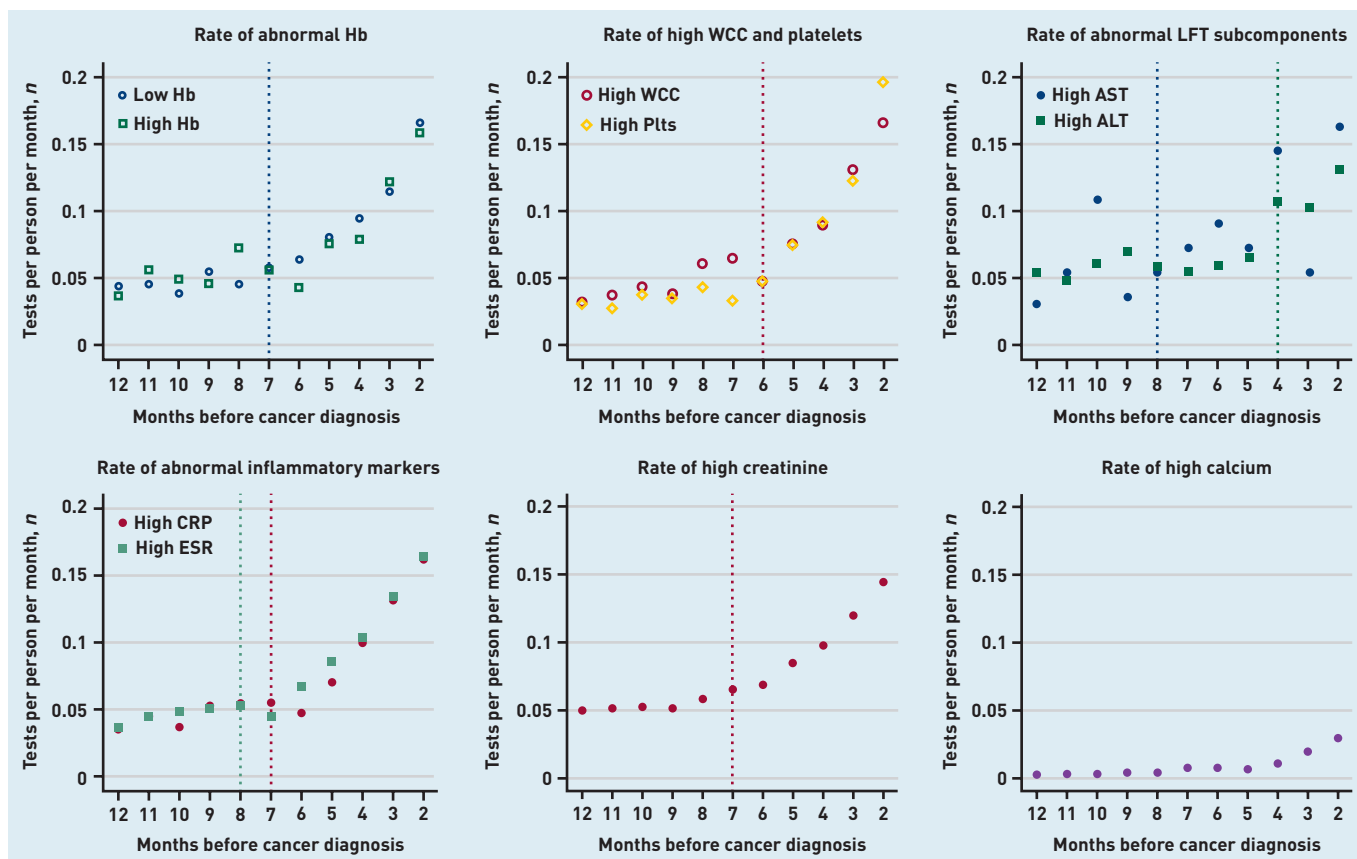 Rate of abnormal Hb
Tests per person per month, n
0.2
0.15
0.1
0.05
0
Low Hb
High Hb
12 11 10 9 8 7 6 5 4 3 2
Months before cancer diagnosis
Rate of high WCC and platelets
Tests per person per month, n
0.2
0.15
0.1
0.05
0
High WCC
High Plts
12 11 10 9 8 7 6 5 4 3 2
Months before cancer diagnosis
Rate of abnormal LFT subcomponents
Tests per person per month, n
0.2
0.15
0.1
0.05
0
High AST
High ALT
12 11 10 9 8 7 6 5 4 3 2
Months before cancer diagnosis
Rate of abnormal inflammatory markers
Tests per person per month, n
0.2
0.15
0.1
0.05
0
High CRP
High ESR
12 11 10 9 8 7 6 5 4 3 2
Months before cancer diagnosis
Rate of high creatinine
Tests per person per month, n
0.2
0.15
0.1
0.05
0
12 11 10 9 8 7 6 5 4 3 2
Months before cancer diagnosis
Rate of high calcium
Tests per person per month, n
0.2
0.15
0.1
0.05
0
12 11 10 9 8 7 6 5 4 3 2
Months before cancer diagnosis